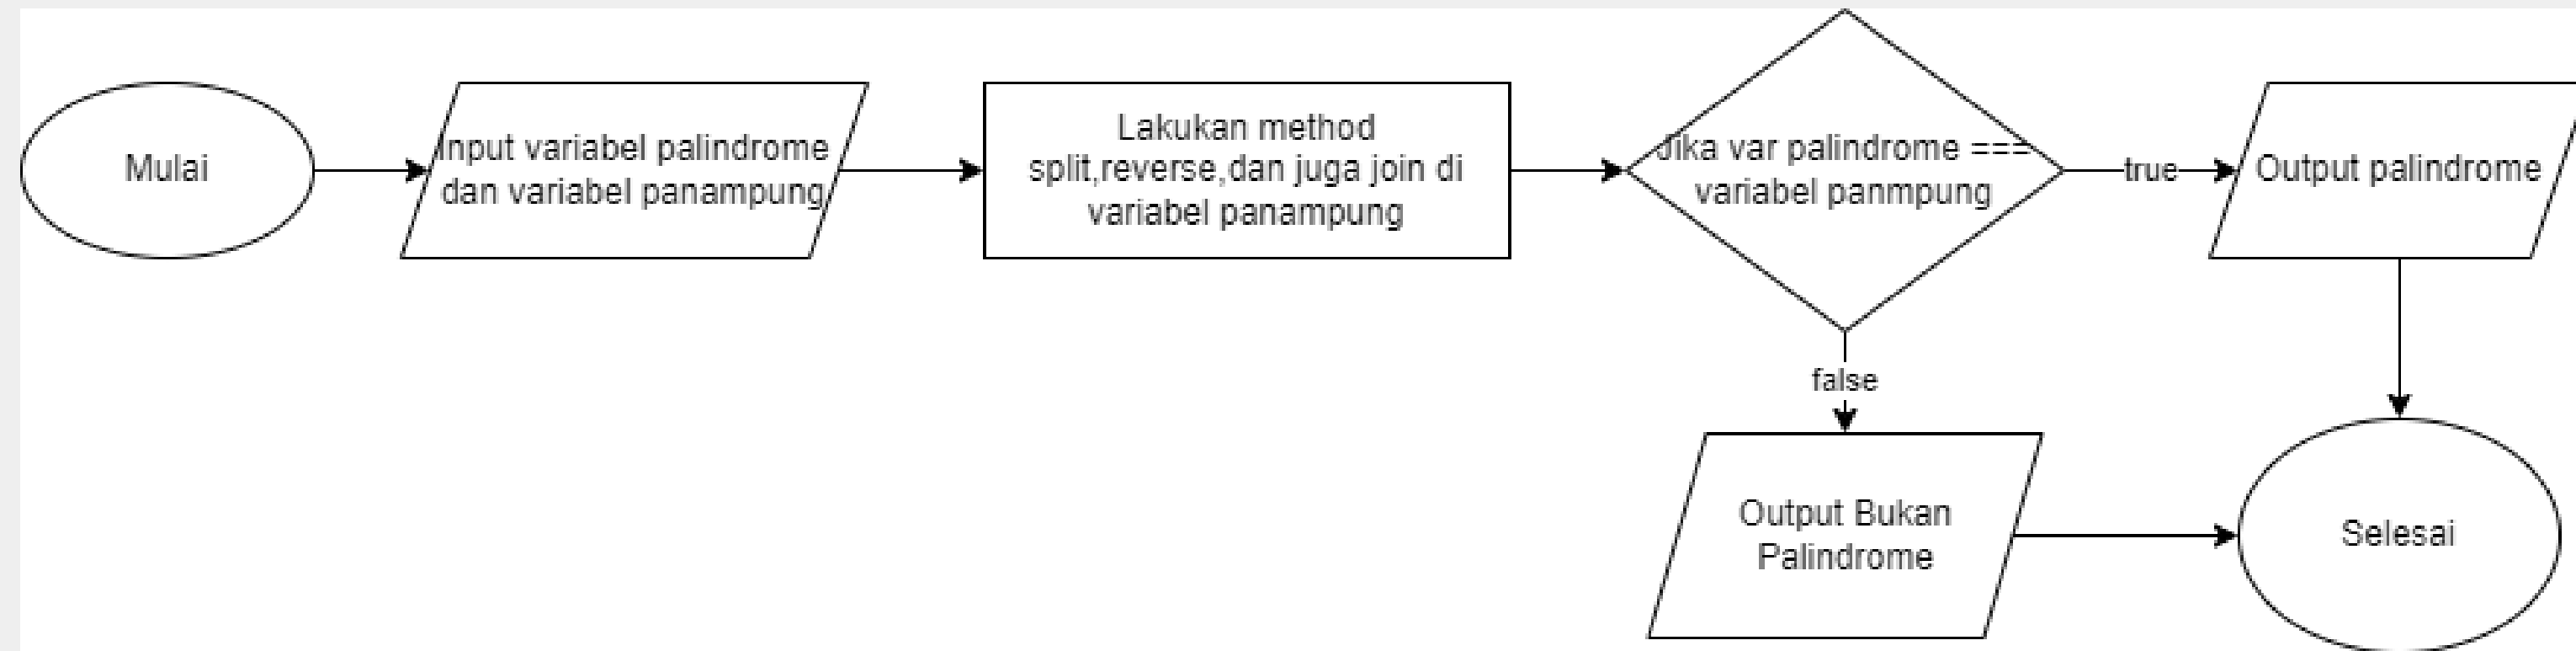 Mulai
Input variabel palindrome
dan variabel panampung
Lakukan method
split,reverse,dan juga join di
variabel panampung
Jika var palindrome ===
variabel panmpung
true
Output palindrome
false
Output Bukan
Palindrome
Selesai